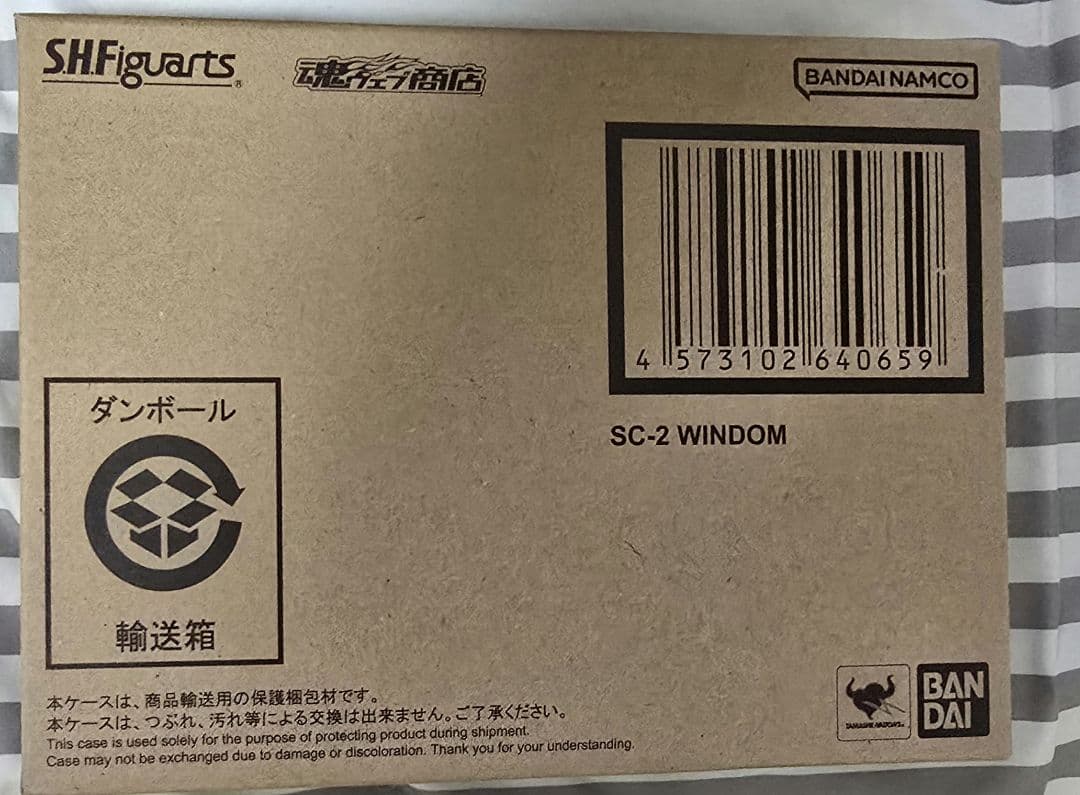 S.H.Figuarts®
魂ウェブ商店
BANDAI NAMCO
4 573102 640659
SC-2 WINDOM
ダンボール
輸送箱
本ケースは、商品輸送用の保護梱包材です。
本ケースは、つぶれ、汚れ等による交換は出来ません。ご了承ください。
This case is used solely for the purpose of protecting product during shipment.
Case may not be exchanged due to damage or discoloration. Thank you for your understanding.
TAMASHII NATIONS
BAN
DAI